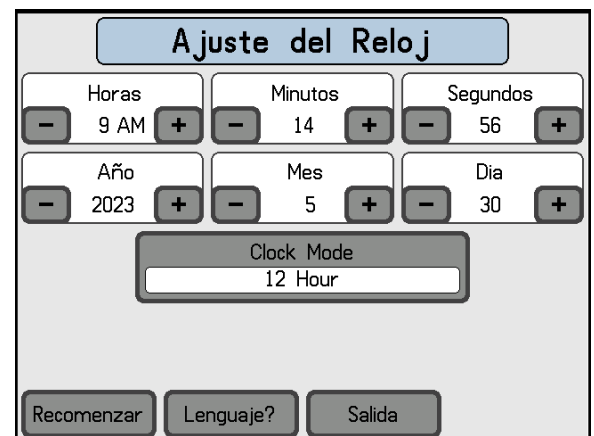 Ajuste del Reloj
Horas Minutos Segundos
- 9 AM + - 14 + - 56 +
Año Mes Dia
- 2023 + - 5 + - 30 +
Clock Mode
12 Hour
Recomenzar Lenguaje? Salida